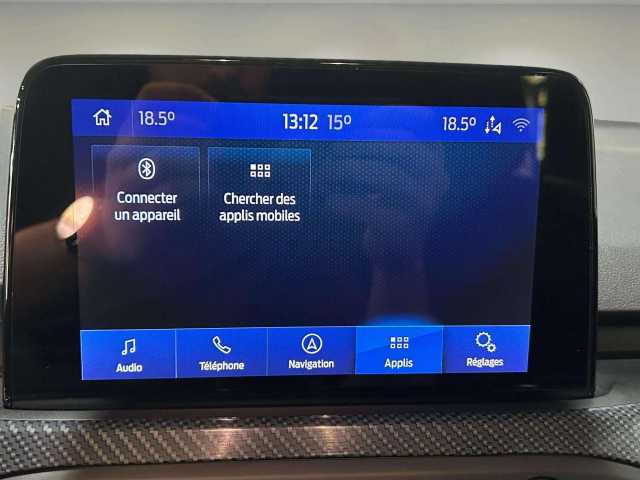 18.5° 13:12 15° 18.5°
Connecter
un appareil
Chercher des
applis mobiles
Audio Téléphone Navigation Applis Réglages